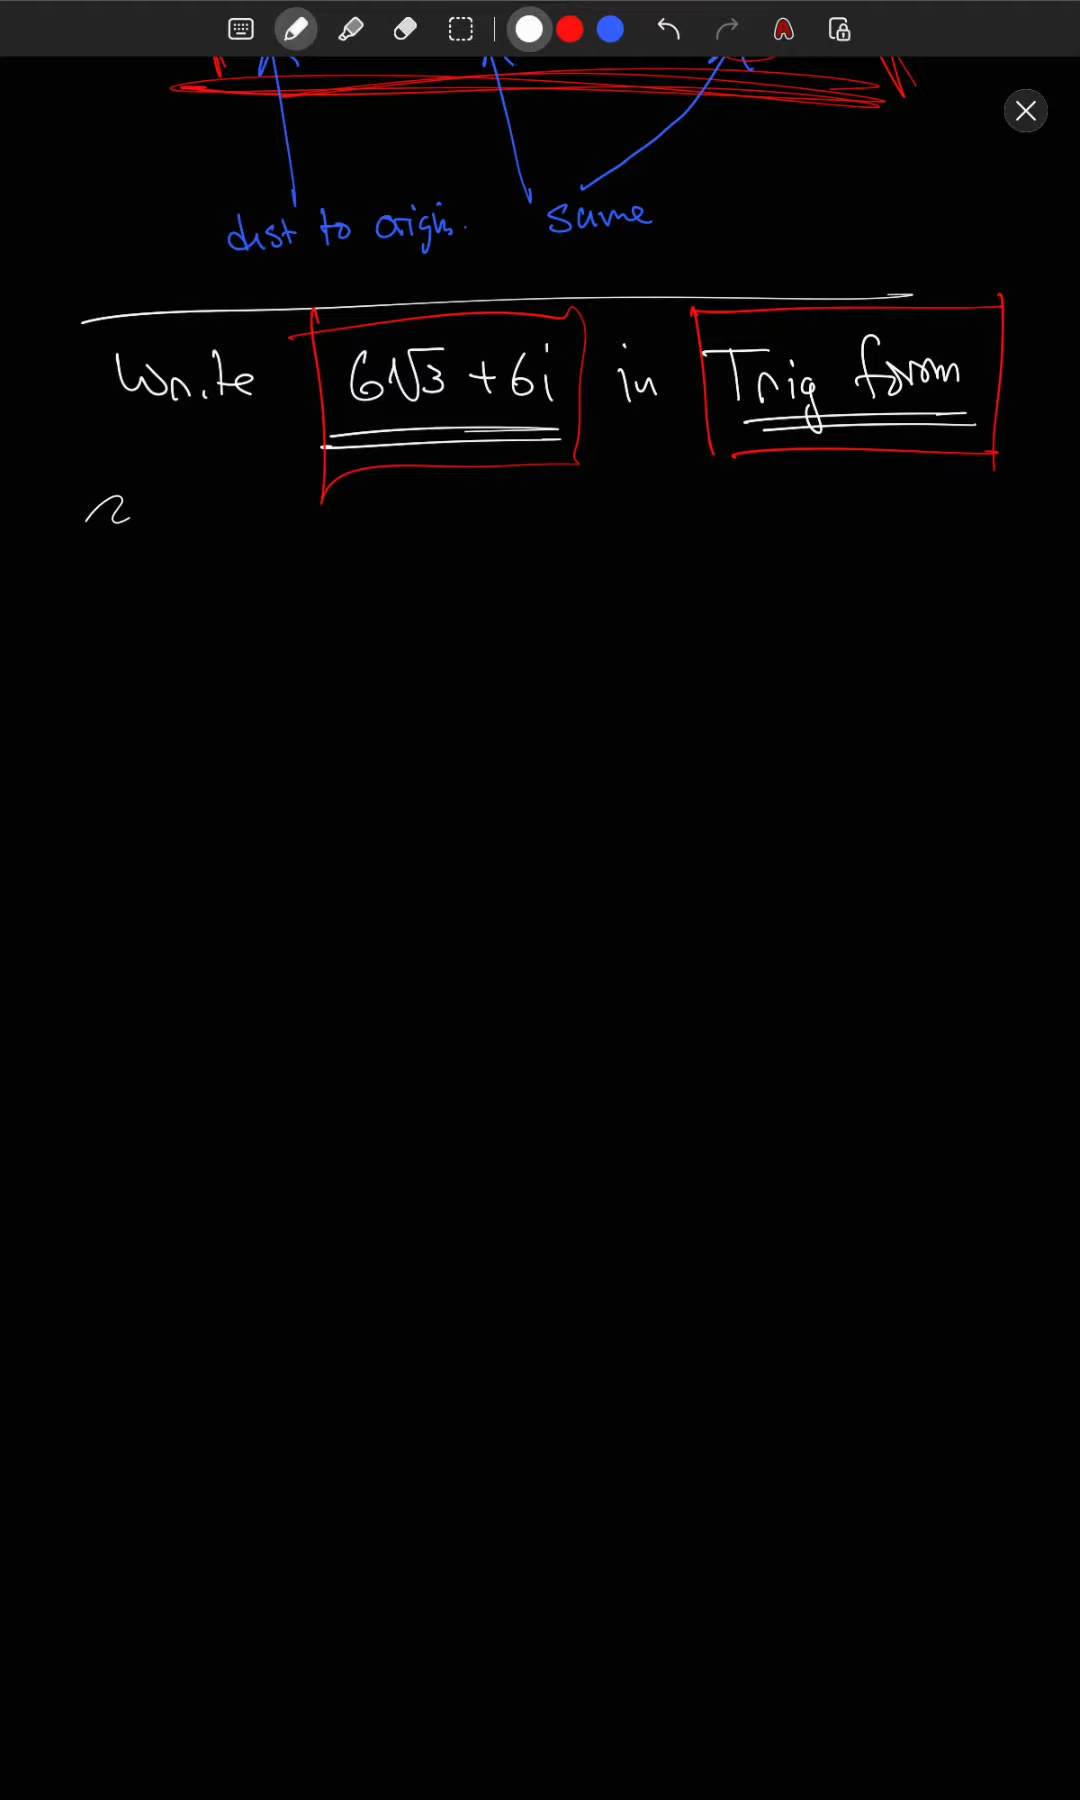 dist to origin. same
Write 6√3 + 6i in Trig form